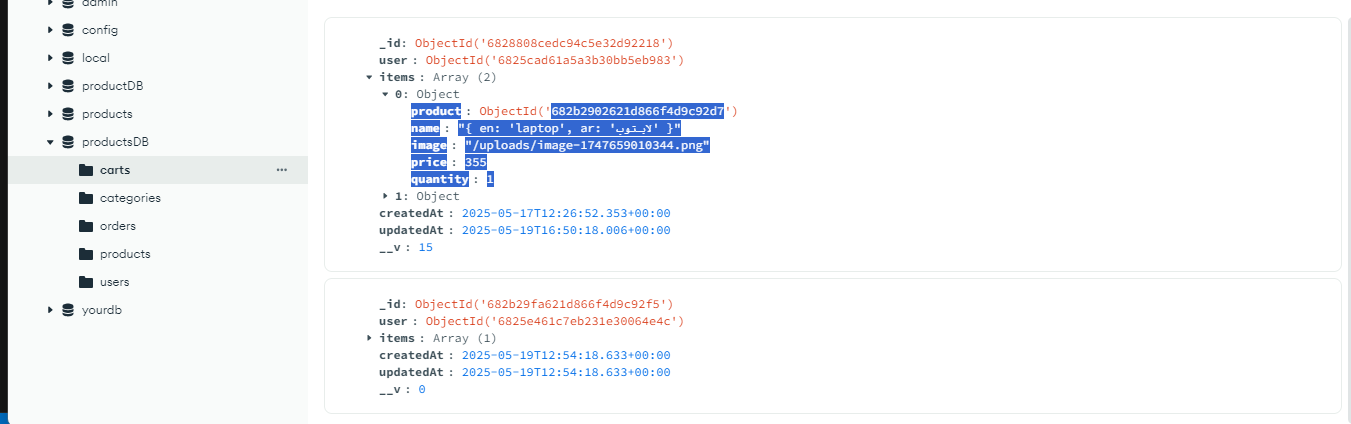 admin
config
local
productDB
products
productsDB
carts
categories
orders
products
users
yourdb
_id: ObjectId('6828808cedc94c5e32d92218')
user : ObjectId('6825cad61a5a3b30bb5eb983')
items : Array (2)
0: Object
product : ObjectId('682b2902621d866f4d9c92d7')
name : "{ en: 'laptop', ar: 'لابتوب' }"
image : "/uploads/image-1747659010344.png"
price : 355
quantity : 1
1: Object
createdAt : 2025-05-17T12:26:52.353+00:00
updatedAt : 2025-05-19T16:50:18.006+00:00
__v : 15
_id: ObjectId('682b29fa621d866f4d9c92f5')
user : ObjectId('6825e461c7eb231e30064e4c')
items : Array (1)
createdAt : 2025-05-19T12:54:18.633+00:00
updatedAt : 2025-05-19T12:54:18.633+00:00
__v : 0